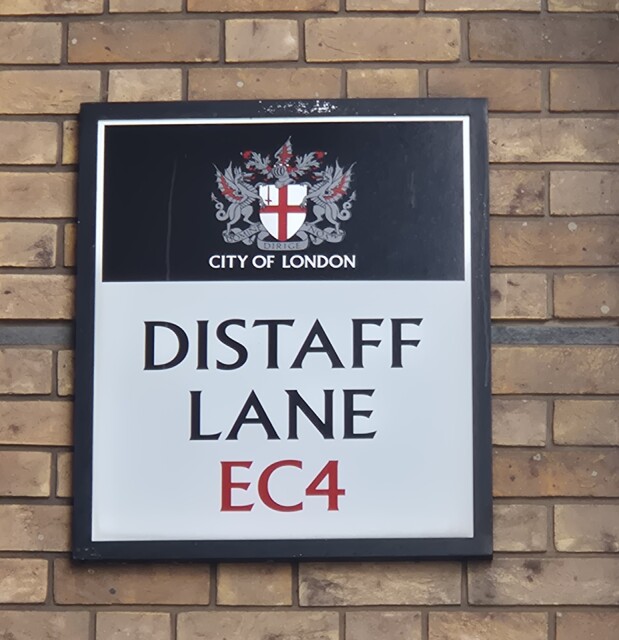 DIRIGE
CITY OF LONDON
DISTAFF
LANE
EC4